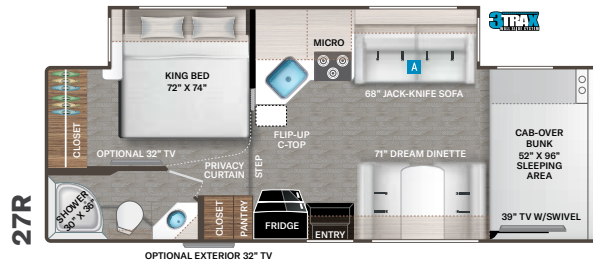 3TRAX
MICRO
KING BED
72" X 74"
A
68" JACK-KNIFE SOFA
CLOSET
FLIP-UP
C-TOP
OPTIONAL 32" TV
PRIVACY
CURTAIN
STEP
71" DREAM DINETTE
CAB-OVER
BUNK
52" X 96"
SLEEPING
AREA
27R
SHOWER
30" X 36"
CLOSET
PANTRY
FRIDGE
ENTRY
39" TV W/SWIVEL
OPTIONAL EXTERIOR 32" TV